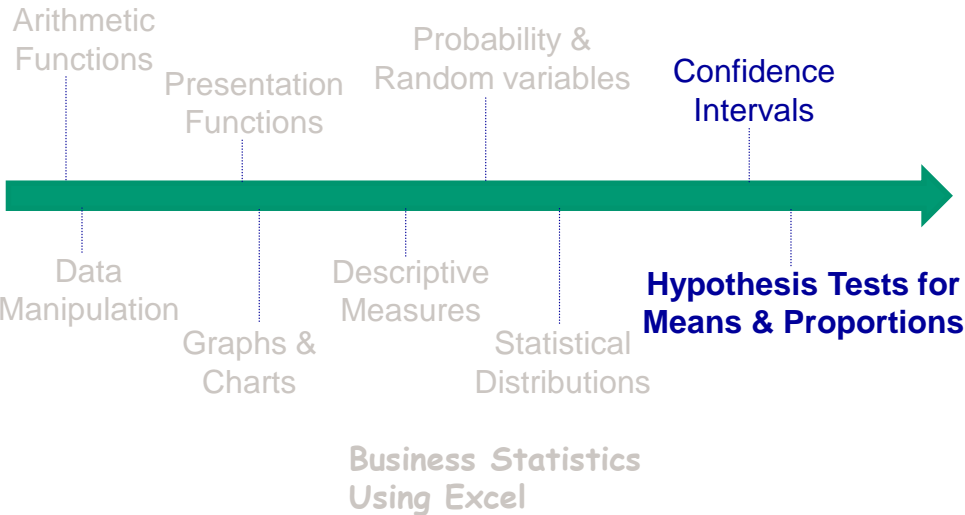 Arithmetic
Functions
Presentation
Functions
Probability &
Random variables
Confidence
Intervals
Data
Manipulation
Graphs &
Charts
Descriptive
Measures
Statistical
Distributions
Hypothesis Tests for
Means & Proportions
Business Statistics
Using Excel